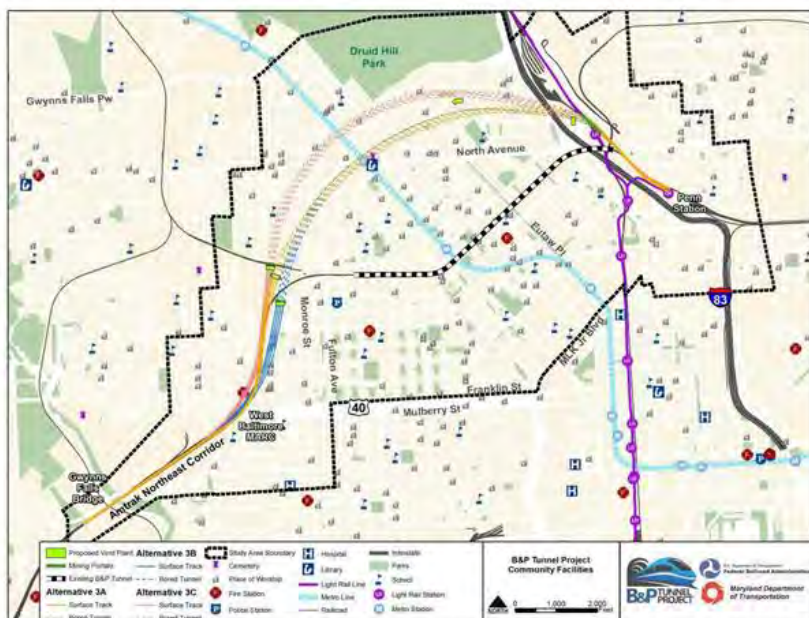 Druid Hill
Park
Gwynns Falls Pw
North Avenue
Penn
Station
Eutaw Pl
83
Monroe St
Fulton Ave
MLK Jr Blvd
Franklin St
40
Mulberry St
West
Baltimore
MARC
Amtrak Northeast Corridor
Gwynns
Falls
Bridge
Proposed Vent Plant
Mining Portals
Existing B&P Tunnel
Alternative 3A
Surface Track
Bored Tunnel
Alternative 3B
Surface Track
Bored Tunnel
Alternative 3C
Surface Track
Bored Tunnel
Study Area Boundary
Cemetery
Place of Worship
Fire Station
Police Station
Hospital
Library
Light Rail Line
Metro Line
Railroad
Interstate
Parks
School
Light Rail Station
Metro Station
B&P Tunnel Project
Community Facilities
NORTH
0 1,000 2,000
Feet
B&P TUNNEL
PROJECT
Federal Railroad Administration
Maryland Department
of Transportation